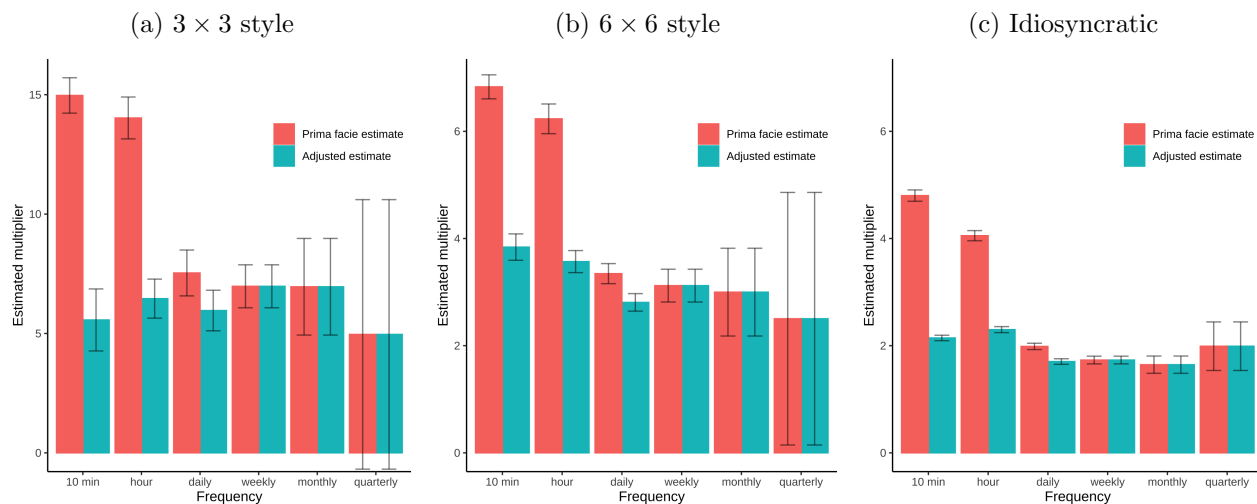 (a) 3 × 3 style
Estimated multiplier
15
10
5
0
Prima facie estimate
Adjusted estimate
10 min hour daily weekly monthly quarterly
Frequency
(b) 6 × 6 style
Estimated multiplier
6
4
2
0
Prima facie estimate
Adjusted estimate
10 min hour daily weekly monthly quarterly
Frequency
(c) Idiosyncratic
Estimated multiplier
6
4
2
0
Prima facie estimate
Adjusted estimate
10 min hour daily weekly monthly quarterly
Frequency